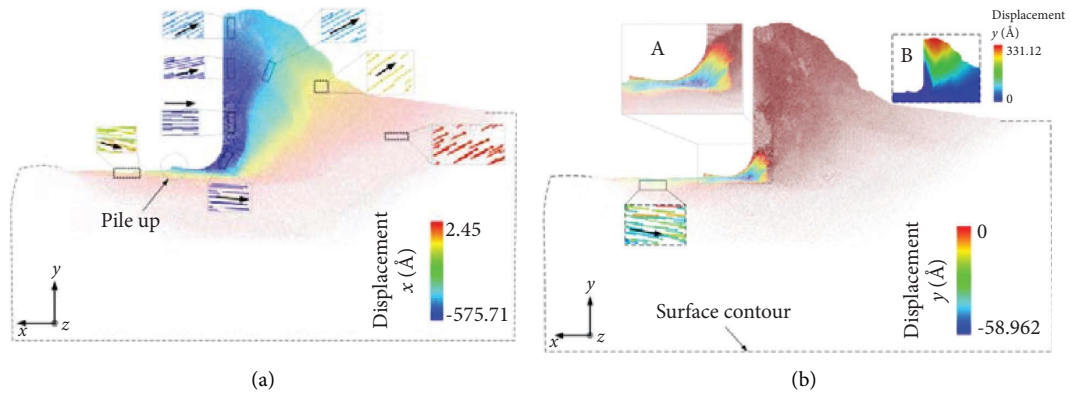 Pile up
Displacement
x (Å)
2.45
-575.71
y
x
z
(a)
A
B
Displacement
y (Å)
331.12
0
Displacement
y (Å)
0
-58.962
Surface contour
y
x
z
(b)